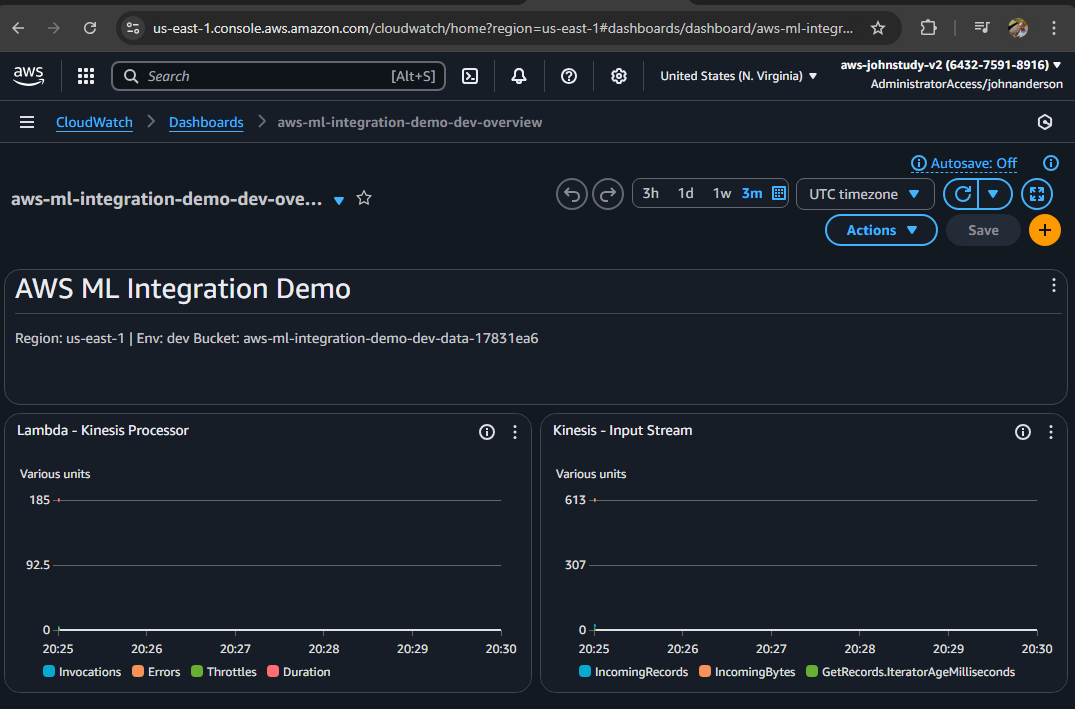 us-east-1.console.aws.amazon.com/cloudwatch/home?region=us-east-1#dashboards/dashboard/aws-ml-integr...
aws
Search [Alt+S]
United States (N. Virginia)
aws-johnstudy-v2 (6432-7591-8916)
AdministratorAccess/johnanderson
CloudWatch
Dashboards
aws-ml-integration-demo-dev-overview
Autosave: Off
aws-ml-integration-demo-dev-ove...
3h 1d 1w 3m
UTC timezone
Actions
Save
AWS ML Integration Demo
Region: us-east-1 | Env: dev Bucket: aws-ml-integration-demo-dev-data-17831ea6
Lambda - Kinesis Processor
Various units
185
92.5
0
20:25 20:26 20:27 20:28 20:29 20:30
Invocations Errors Throttles Duration
Kinesis - Input Stream
Various units
613
307
0
20:25 20:26 20:27 20:28 20:29 20:30
IncomingRecords IncomingBytes GetRecords.IteratorAgeMilliseconds